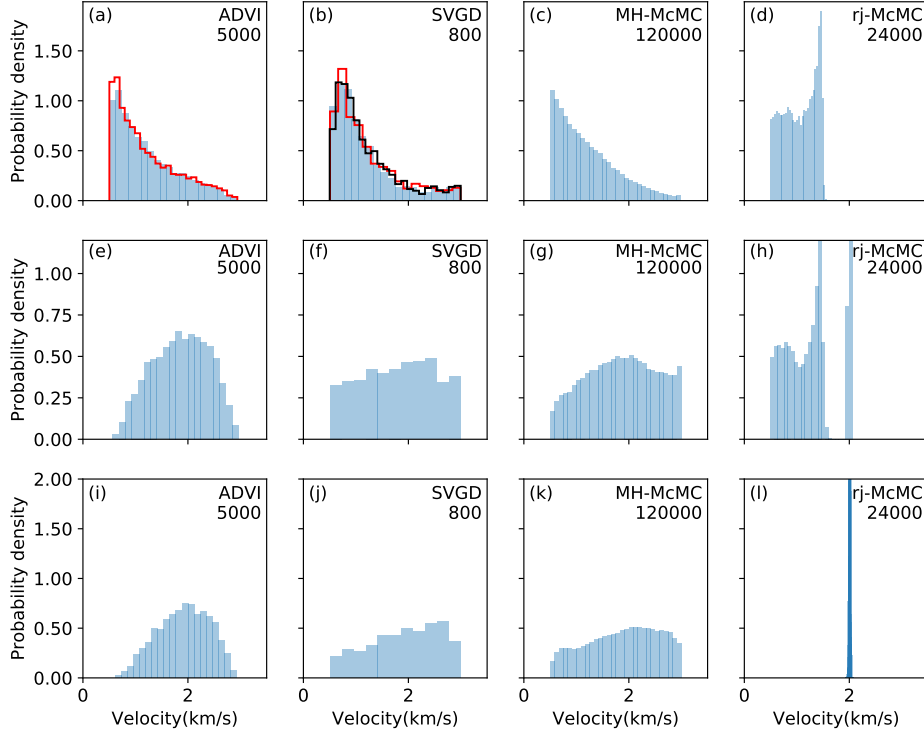 (a) ADVI
5000
(b) SVGD
800
(c) MH-McMC
120000
(d) rj-McMC
24000
Probability density
1.50
1.00
0.50
0.00
(e) ADVI
5000
(f) SVGD
800
(g) MH-McMC
120000
(h) rj-McMC
24000
Probability density
1.00
0.75
0.50
0.25
0.00
(i) ADVI
5000
(j) SVGD
800
(k) MH-McMC
120000
(l) rj-McMC
24000
Probability density
2.00
1.50
1.00
0.50
0.00
0 2
0 2
0 2
0 2
Velocity(km/s)
Velocity(km/s)
Velocity(km/s)
Velocity(km/s)